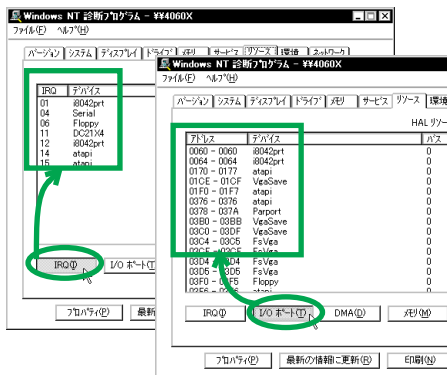 Windows NT 診断プログラム - ¥¥4060X
ファイル(F) ヘルプ(H)
バージョン システム ディスプレイ ドライブ メモリ サービス リソース 環境 ネットワーク
IRQ デバイス
01 i8042prt
04 Serial
06 Floppy
11 DC21X4
12 i8042prt
14 atapi
15 atapi
IRQ(I) I/O ポート(T)
プロパティ(P) 最新
Windows NT 診断プログラム - ¥¥4060X
ファイル(F) ヘルプ(H)
バージョン システム ディスプレイ ドライブ メモリ サービス リソース 環境
HAL リソー
アドレス デバイス バス
0060 - 0060 i8042prt 0
0064 - 0064 i8042prt 0
0170 - 0177 atapi 0
01CE - 01CF VgaSave 0
01F0 - 01F7 atapi 0
0376 - 0376 atapi 0
0378 - 037A Parport 0
03B0 - 03BB VgaSave 0
03C0 - 03DF VgaSave 0
03C4 - 03C5 FsVga 0
03CE - 03CF FsVga 0
03D4 - 03D4 FsVga 0
03D5 - 03D5 FsVga 0
03F0 - 03F5 Floppy 0
IRQ(I) I/O ポート(T) DMA(D) メモリ(M)
プロパティ(P) 最新の情報に更新(R) 印刷(N)